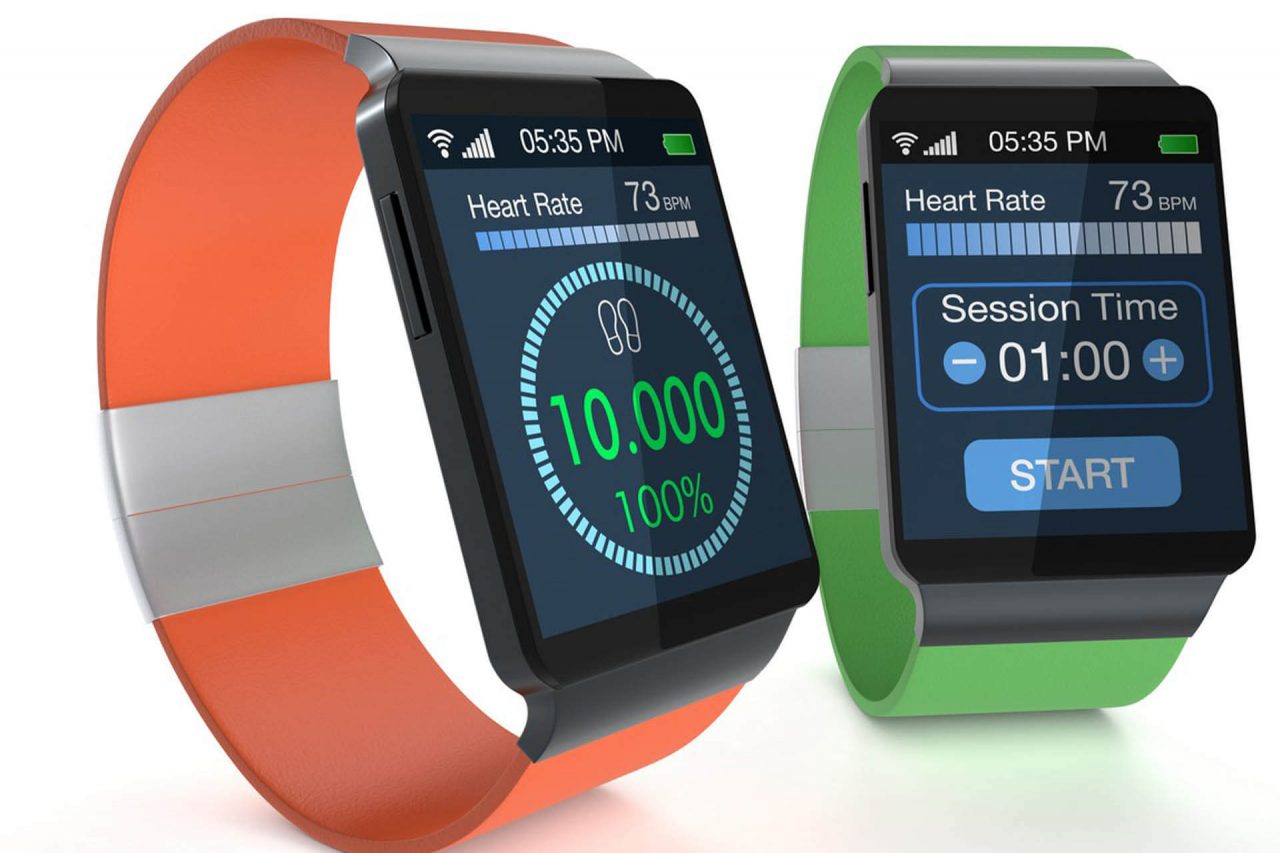 05:35 PM
Heart Rate 73 BPM
10.000
100%
05:35 PM
Heart Rate 73 BPM
Session Time
− 01:00 +
START